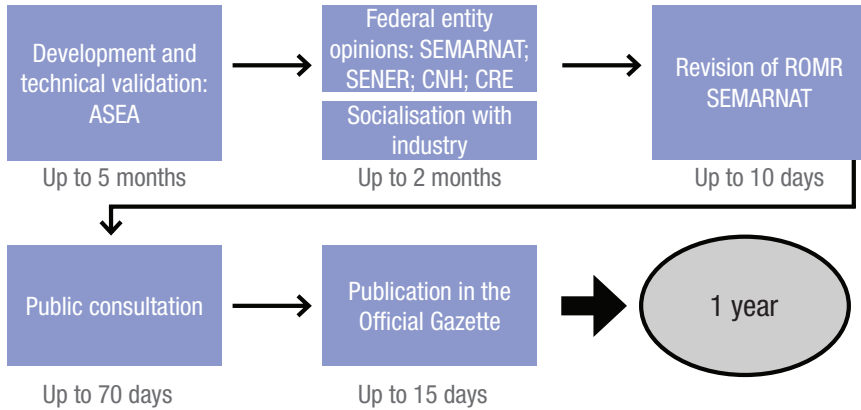 Development and
technical validation:
ASEA
Up to 5 months
Federal entity
opinions: SEMARNAT;
SENER; CNH; CRE
Socialisation with
industry
Up to 2 months
Revision of ROMR
SEMARNAT
Up to 10 days
Public consultation
Up to 70 days
Publication in the
Official Gazette
Up to 15 days
1 year